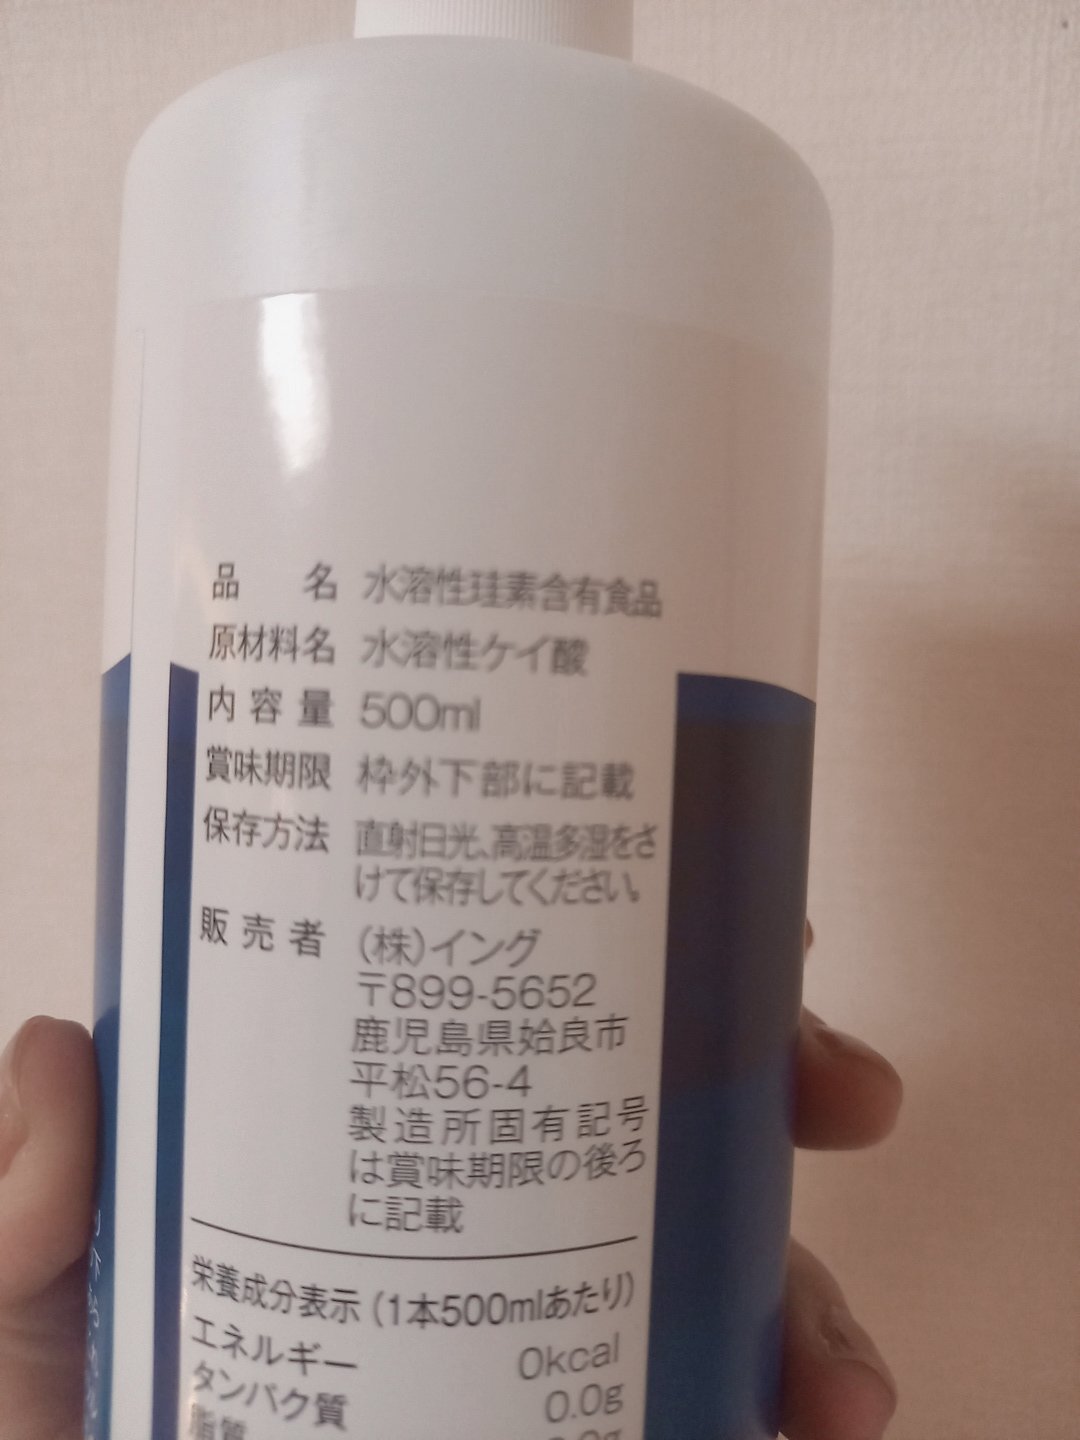 品名 水溶性珪素含有食品
原材料名 水溶性ケイ酸
内容量 500ml
賞味期限 枠外下部に記載
保存方法 直射日光、高温多湿をさ
けて保存してください。
販売者 (株)イング
〒899-5652
鹿児島県姶良市
平松56-4
製造所固有記号
は賞味期限の後ろ
に記載
栄養成分表示(1本500mlあたり)
エネルギー 0kcal
タンパク質 0.0g
脂質